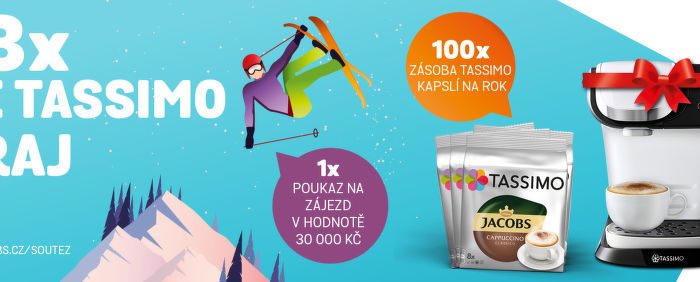 3x
TASSIMO
RAJ
BS.CZ/SOUTEZ
1x
POUKAZ NA
ZÁJEZD
V HODNOTĚ
30 000 KČ
100x
ZÁSOBA TASSIMO
KAPSLÍ NA ROK
TASSIMO
JACOBS
CAPPUCCINO
CLASSICO
8x
TASSIMO